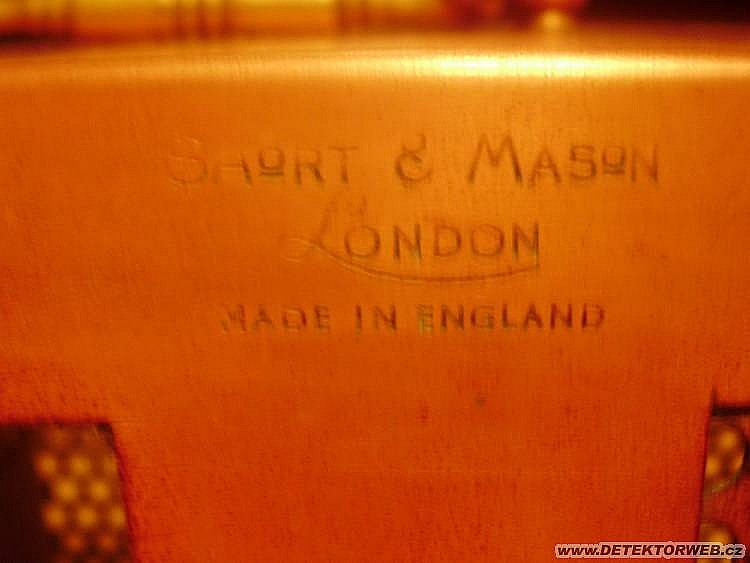 SHORT & MASON
LONDON
MADE IN ENGLAND
www.DETEKTORWEB.cz